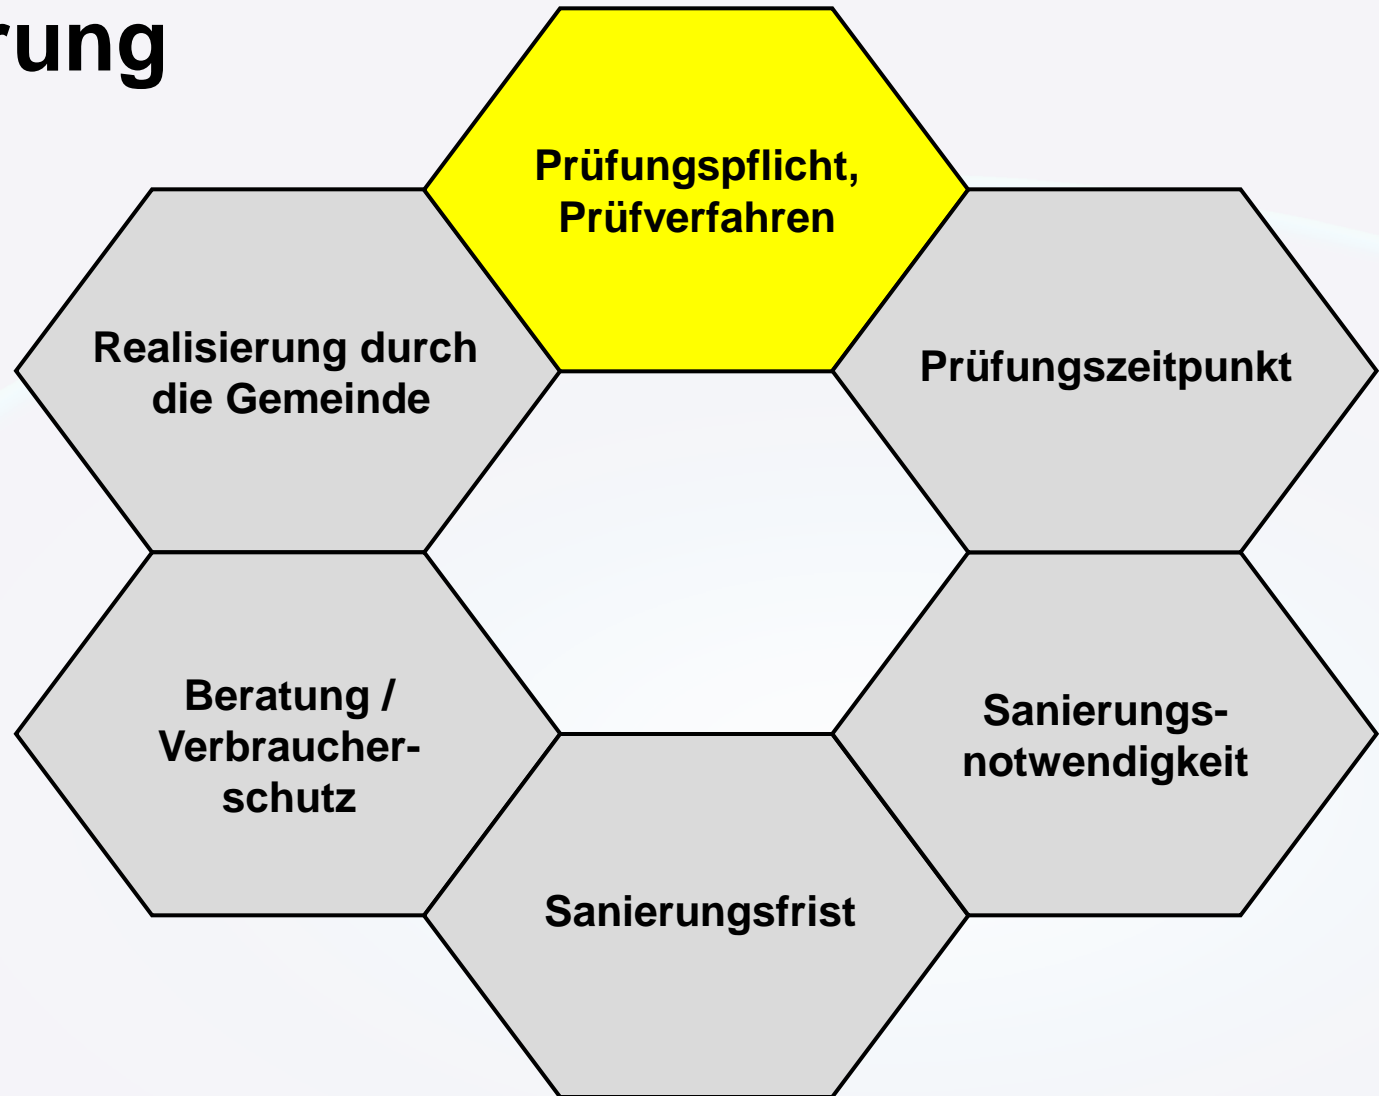 rung
Prüfungspflicht,
Prüfverfahren
Realisierung durch
die Gemeinde
Prüfungszeitpunkt
Beratung /
Verbraucher-
schutz
Sanierungs-
notwendigkeit
Sanierungsfrist